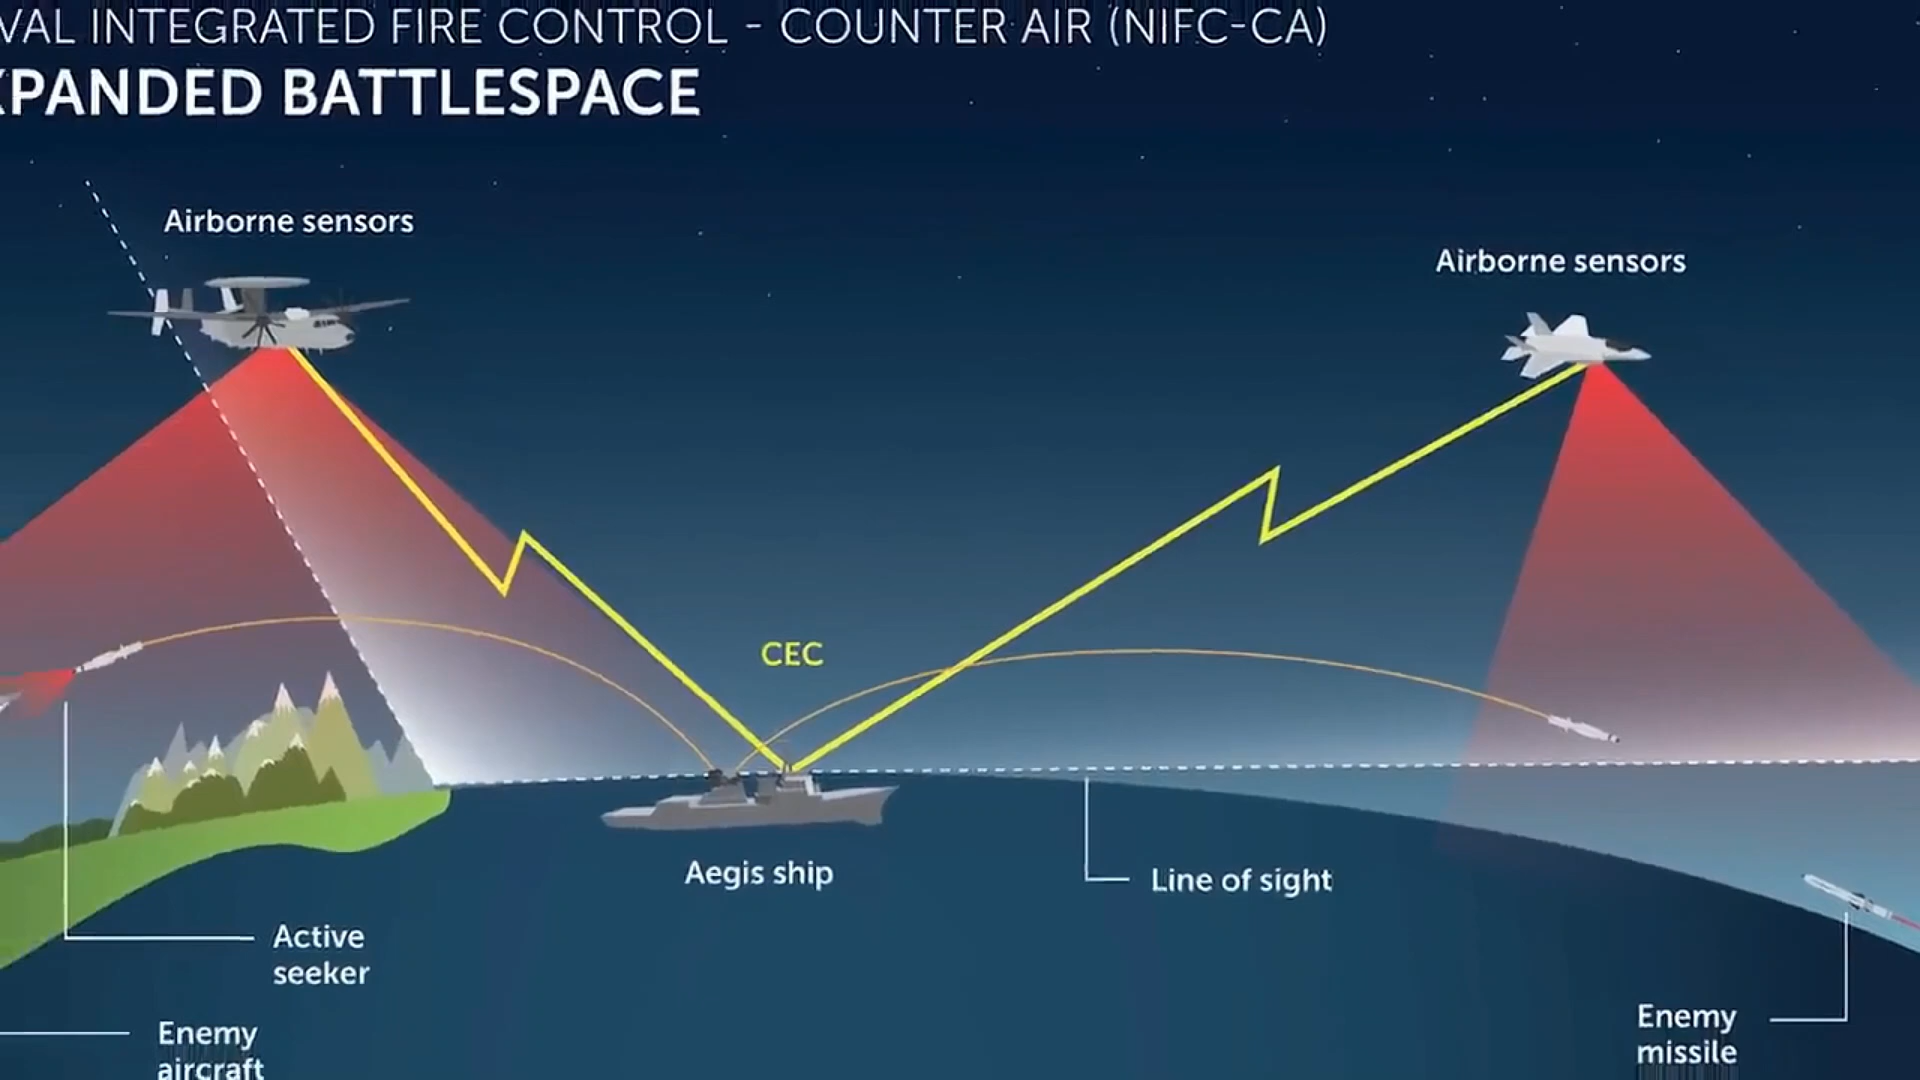 VAL INTEGRATED FIRE CONTROL - COUNTER AIR (NIFC-CA)
XPANDED BATTLESPACE
Airborne sensors
Airborne sensors
CEC
Aegis ship
Line of sight
Active
seeker
Enemy
aircraft
Enemy
missile